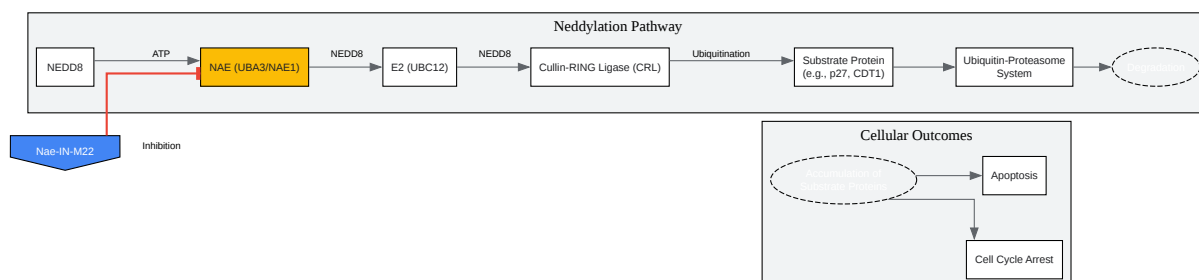 Neddylation Pathway
NEDD8
ATP
NAE (UBA3/NAE1)
NEDD8
E2 (UBC12)
NEDD8
Cullin-RING Ligase (CRL)
Ubiquitination
Substrate Protein
(e.g., p27, CDT1)
Ubiquitin-Proteasome
System
Degradation
Nae-IN-M22
Inhibition
Cellular Outcomes
Accumulation of
Substrate Proteins
Apoptosis
Cell Cycle Arrest